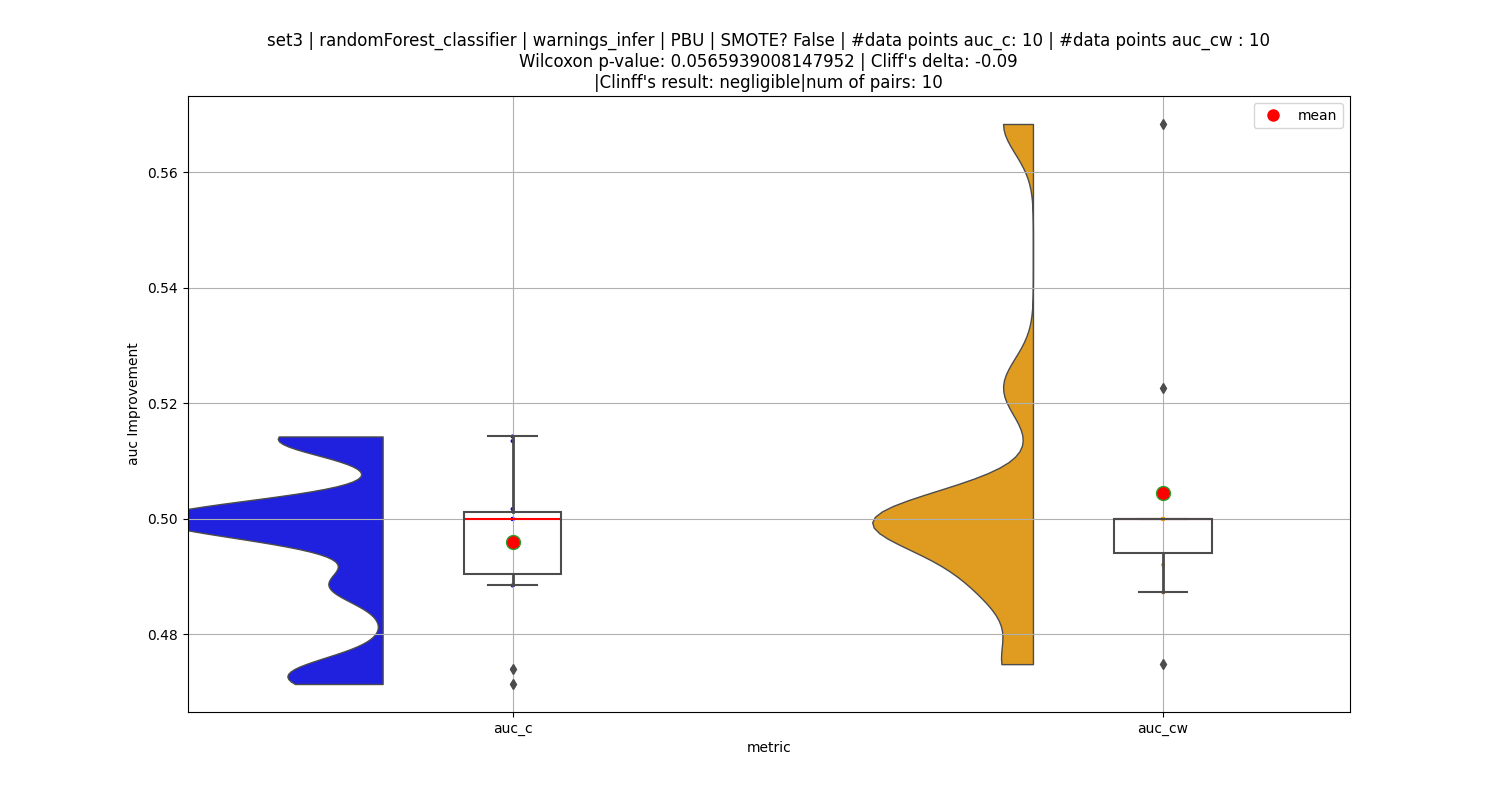 set3 | randomForest_classifier | warnings_infer | PBU | SMOTE? False | #data points auc_c: 10 | #data points auc_cw : 10
Wilcoxon p-value: 0.0565939008147952 | Cliff's delta: -0.09
|Clinff's result: negligible|num of pairs: 10
mean
0.56
0.54
0.52
0.50
0.48
auc Improvement
auc_c
auc_cw
metric